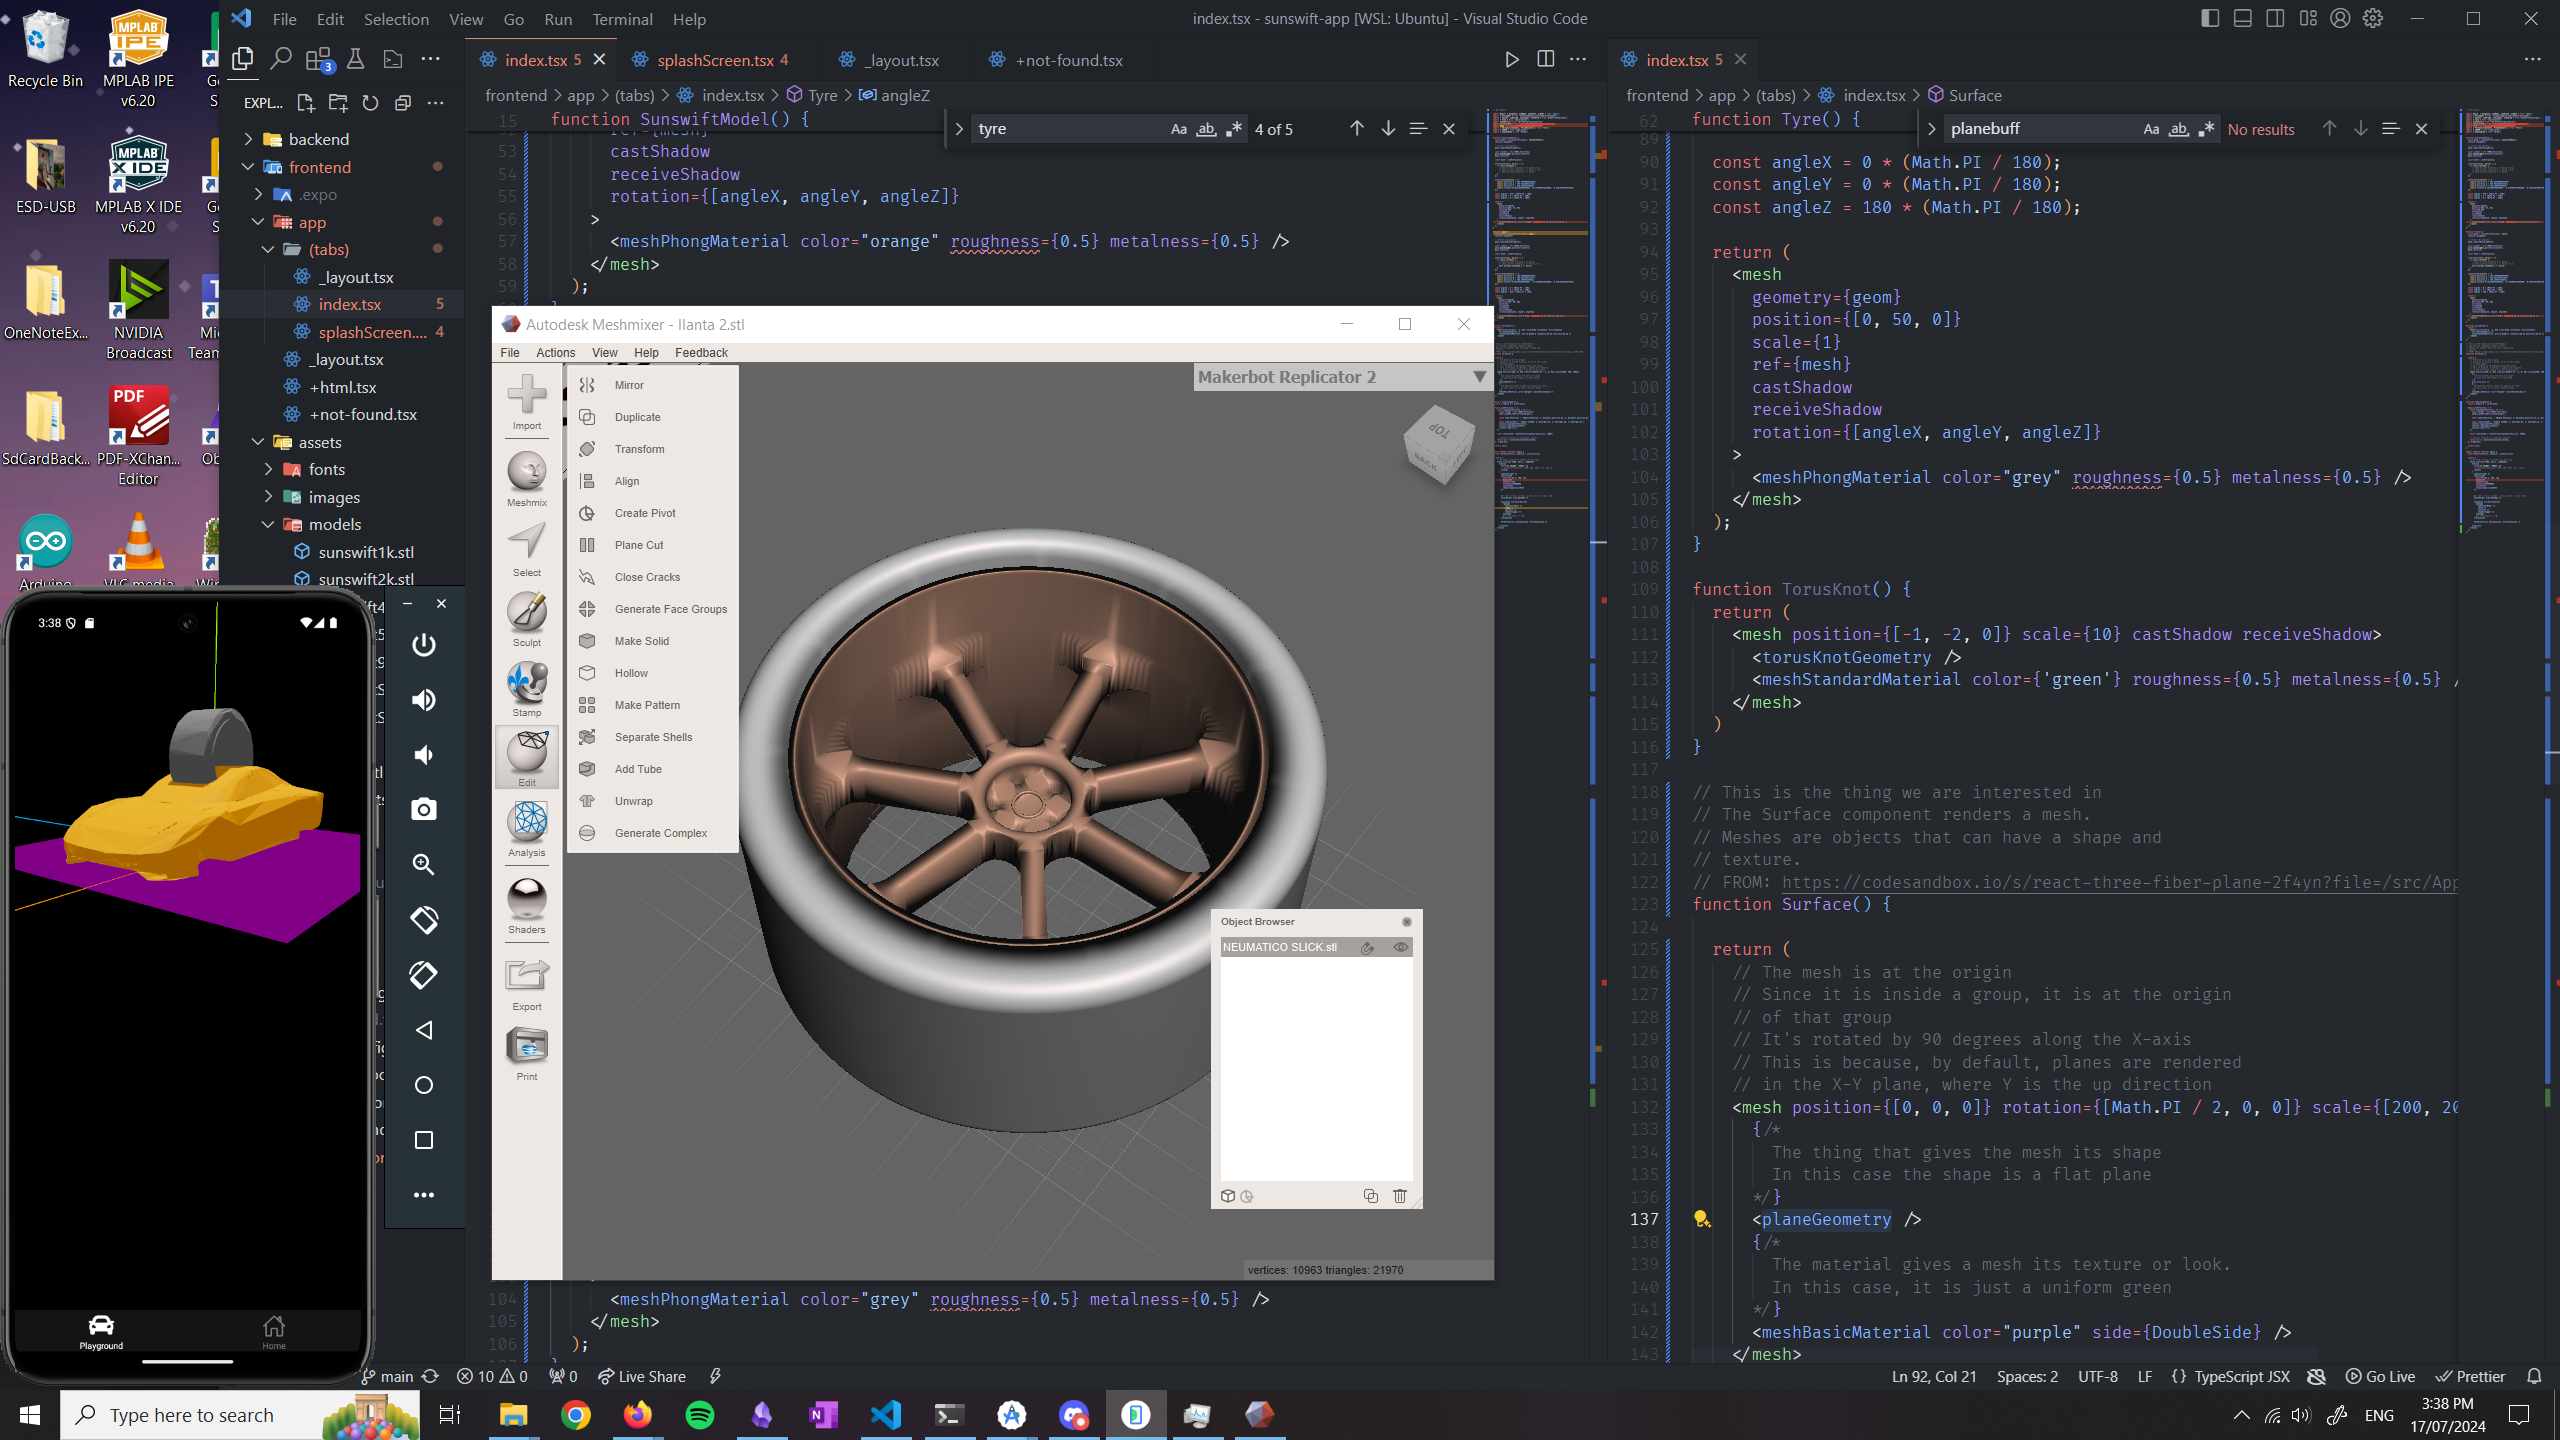 Recycle Bin
MPLAB IPE
v6.20
ESD-USB
MPLAB X IDE
v6.20
OneNoteEx...
NVIDIA
Broadcast
SdCardBack...
PDF-XChan...
Editor
File Edit Selection View Go Run Terminal Help
index.tsx - sunswift-app [WSL: Ubuntu] - Visual Studio Code
EXPL...
backend
frontend
.expo
app
(tabs)
_layout.tsx
index.tsx 5
splashScreen.... 4
_layout.tsx
+html.tsx
+not-found.tsx
assets
fonts
images
models
sunswift1k.stl
sunswift2k.stl
index.tsx 5 splashScreen.tsx 4 _layout.tsx +not-found.tsx
frontend > app > (tabs) > index.tsx > Tyre > angleZ
tyre
Aa ab 4 of 5
15 function SunswiftModel() {
53 castShadow
54 receiveShadow
55 rotation={[angleX, angleY, angleZ]}
56 >
57 <meshPhongMaterial color="orange" roughness={0.5} metalness={0.5} />
58 </mesh>
59 );
Autodesk Meshmixer - llanta 2.stl
File Actions View Help Feedback
Import
Meshmix
Select
Sculpt
Stamp
Edit
Analysis
Shaders
Export
Print
Mirror
Duplicate
Transform
Align
Create Pivot
Plane Cut
Close Cracks
Generate Face Groups
Make Solid
Hollow
Make Pattern
Separate Shells
Add Tube
Unwrap
Generate Complex
Makerbot Replicator 2
TOP
BACK
LEFT
Object Browser
NEUMATICO SLICK.stl
vertices: 10963 triangles: 21970
104 <meshPhongMaterial color="grey" roughness={0.5} metalness={0.5} />
105 </mesh>
106 );
index.tsx 5
frontend > app > (tabs) > index.tsx > Surface
planebuff
Aa ab No results
62 function Tyre() {
89
90 const angleX = 0 * (Math.PI / 180);
91 const angleY = 0 * (Math.PI / 180);
92 const angleZ = 180 * (Math.PI / 180);
93
94 return (
95 <mesh
96 geometry={geom}
97 position={[0, 50, 0]}
98 scale={1}
99 ref={mesh}
100 castShadow
101 receiveShadow
102 rotation={[angleX, angleY, angleZ]}
103 >
104 <meshPhongMaterial color="grey" roughness={0.5} metalness={0.5} />
105 </mesh>
106 );
107 }
108
109 function TorusKnot() {
110 return (
111 <mesh position={[-1, -2, 0]} scale={10} castShadow receiveShadow>
112 <torusKnotGeometry />
113 <meshStandardMaterial color={'green'} roughness={0.5} metalness={0.5} /
114 </mesh>
115 )
116 }
117
118 // This is the thing we are interested in
119 // The Surface component renders a mesh.
120 // Meshes are objects that can have a shape and
121 // texture.
122 // FROM: https://codesandbox.io/s/react-three-fiber-plane-2f4yn?file=/src/App
123 function Surface() {
124
125 return (
126 // The mesh is at the origin
127 // Since it is inside a group, it is at the origin
128 // of that group
129 // It's rotated by 90 degrees along the X-axis
130 // This is because, by default, planes are rendered
131 // in the X-Y plane, where Y is the up direction
132 <mesh position={[0, 0, 0]} rotation={[Math.PI / 2, 0, 0]} scale={[200, 20
133 {/*
134 The thing that gives the mesh its shape
135 In this case the shape is a flat plane
136 */}
137 <planeGeometry />
138 {/*
139 The material gives a mesh its texture or look.
140 In this case, it is just a uniform green
141 */}
142 <meshBasicMaterial color="purple" side={DoubleSide} />
143 </mesh>
3:38
Playground
Home
main 10 0 0 Live Share
Ln 92, Col 21 Spaces: 2 UTF-8 LF {} TypeScript JSX Go Live Prettier
Type here to search
ENG
3:38 PM
17/07/2024